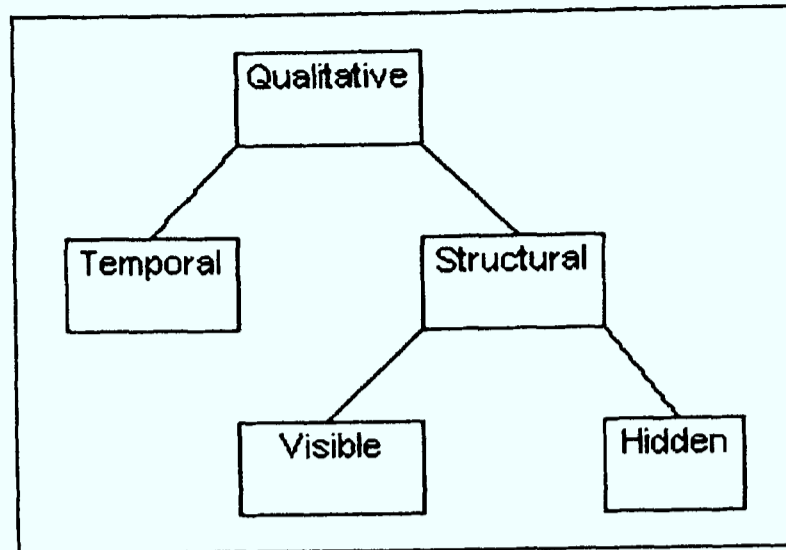 Qualitative
Temporal
Structural
Visible
Hidden